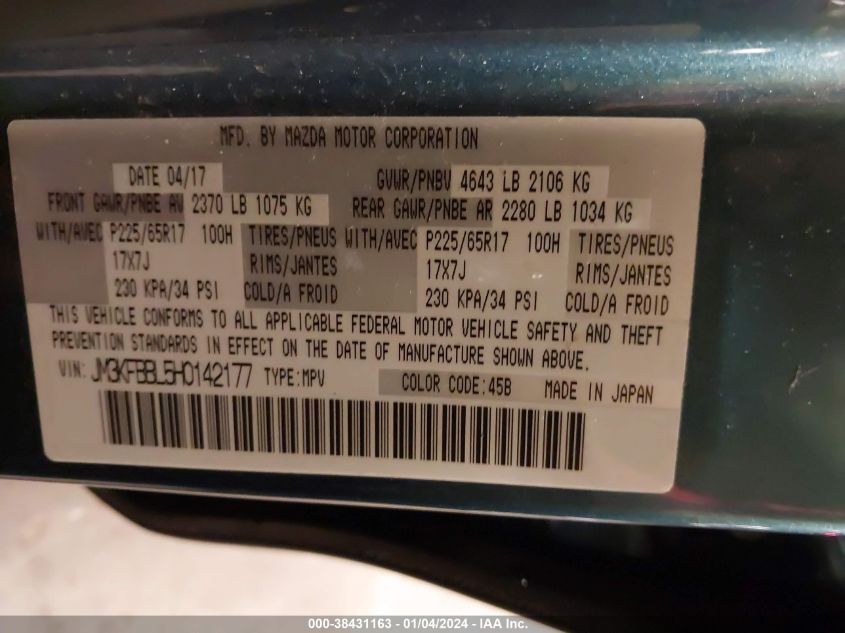 MFD. BY MAZDA MOTOR CORPORATION
DATE 04/17 GVWR/PNBV 4643 LB 2106 KG
FRONT GAWR/PNBE AV 2370 LB 1075 KG REAR GAWR/PNBE AR 2280 LB 1034 KG
WITH/AVEC P225/65R17 100H TIRES/PNEUS WITH/AVEC P225/65R17 100H TIRES/PNEUS
17X7J RIMS/JANTES 17X7J RIMS/JANTES
230 KPA/34 PSI COLD/A FROID 230 KPA/34 PSI COLD/A FROID
THIS VEHICLE CONFORMS TO ALL APPLICABLE FEDERAL MOTOR VEHICLE SAFETY AND THEFT
PREVENTION STANDARDS IN EFFECT ON THE DATE OF MANUFACTURE SHOWN ABOVE.
VIN: JM3KFBBL5H0142177 TYPE:MPV COLOR CODE:45B MADE IN JAPAN
000-38431163 - 01/04/2024 - IAA Inc.